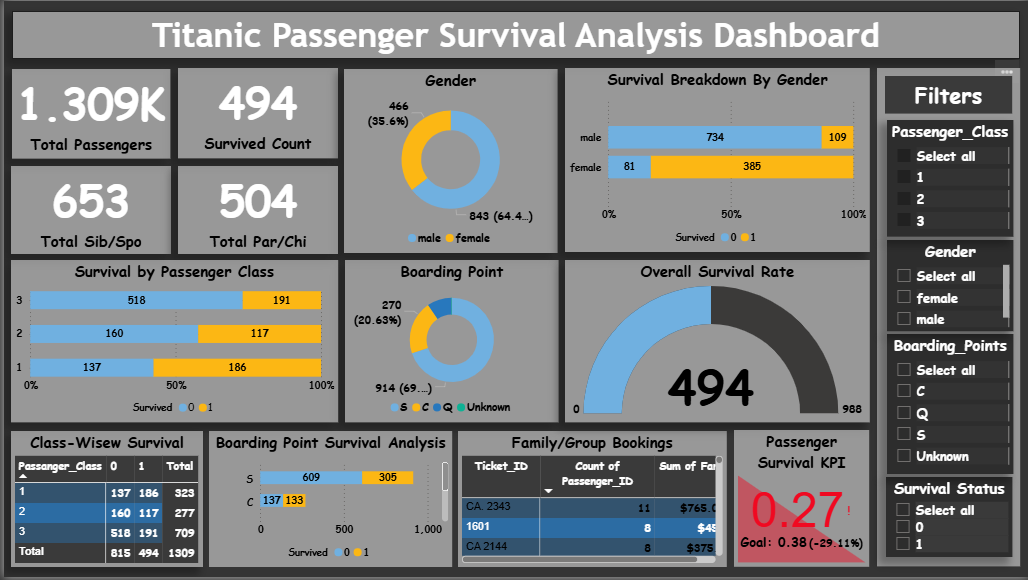 Titanic Passenger Survival Analysis Dashboard
1.309K
Total Passengers
494
Survived Count
653
Total Sib/Spo
504
Total Par/Chi
Gender
466
(35.6%)
843 (64.4...)
male female
Survival Breakdown By Gender
male 734 109
female 81 385
0% 50% 100%
Survived 0 1
Survival by Passenger Class
3 518 191
2 160 117
1 137 186
0% 50% 100%
Survived 0 1
Boarding Point
270
(20.63%)
914 (69....)
S C Q Unknown
Overall Survival Rate
494
0 988
Class-Wisew Survival
Passanger_Class 0 1 Total
1 137 186 323
2 160 117 277
3 518 191 709
Total 815 494 1309
Boarding Point Survival Analysis
S 609 305
C 137 133
0 500 1,000
Survived 0 1
Family/Group Bookings
Ticket_ID Count of Passenger_ID Sum of Far
CA. 2343 11 $765.0
1601 8 $45
CA 2144 8 $375.
Passenger
Survival KPI
0.27!
Goal: 0.38 (-29.11%)
Filters
Passenger_Class
Select all
1
2
3
Gender
Select all
female
male
Boarding_Points
Select all
C
Q
S
Unknown
Survival Status
Select all
0
1